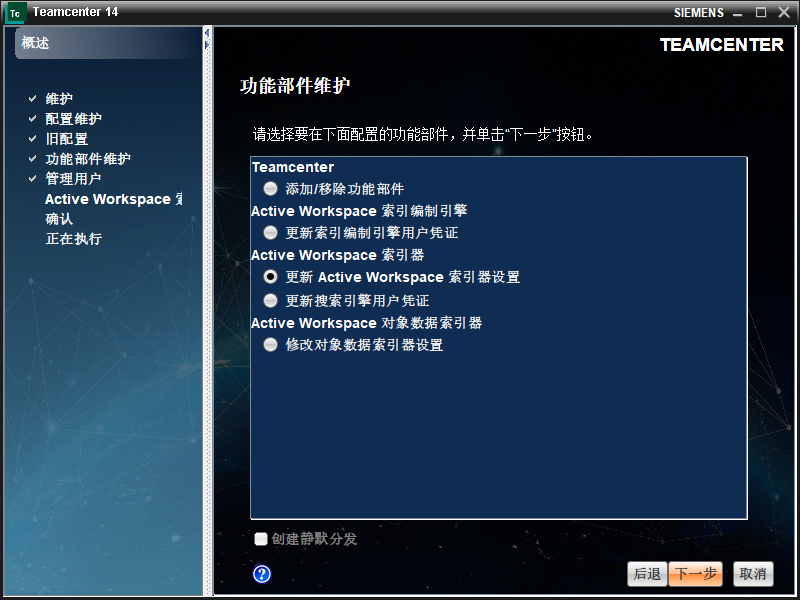 Tc Teamcenter 14
SIEMENS
概述
TEAMCENTER
维护
配置维护
旧配置
功能部件维护
管理用户
Active Workspace
确认
正在执行
功能部件维护
请选择要在下面配置的功能部件，并单击“下一步”按钮。
Teamcenter
添加/移除功能部件
Active Workspace 索引编制引擎
更新索引编制引擎用户凭证
Active Workspace 索引器
更新 Active Workspace 索引器设置
更新搜索引擎用户凭证
Active Workspace 对象数据索引器
修改对象数据索引器设置
创建静默分发
?
后退
下一步
取消